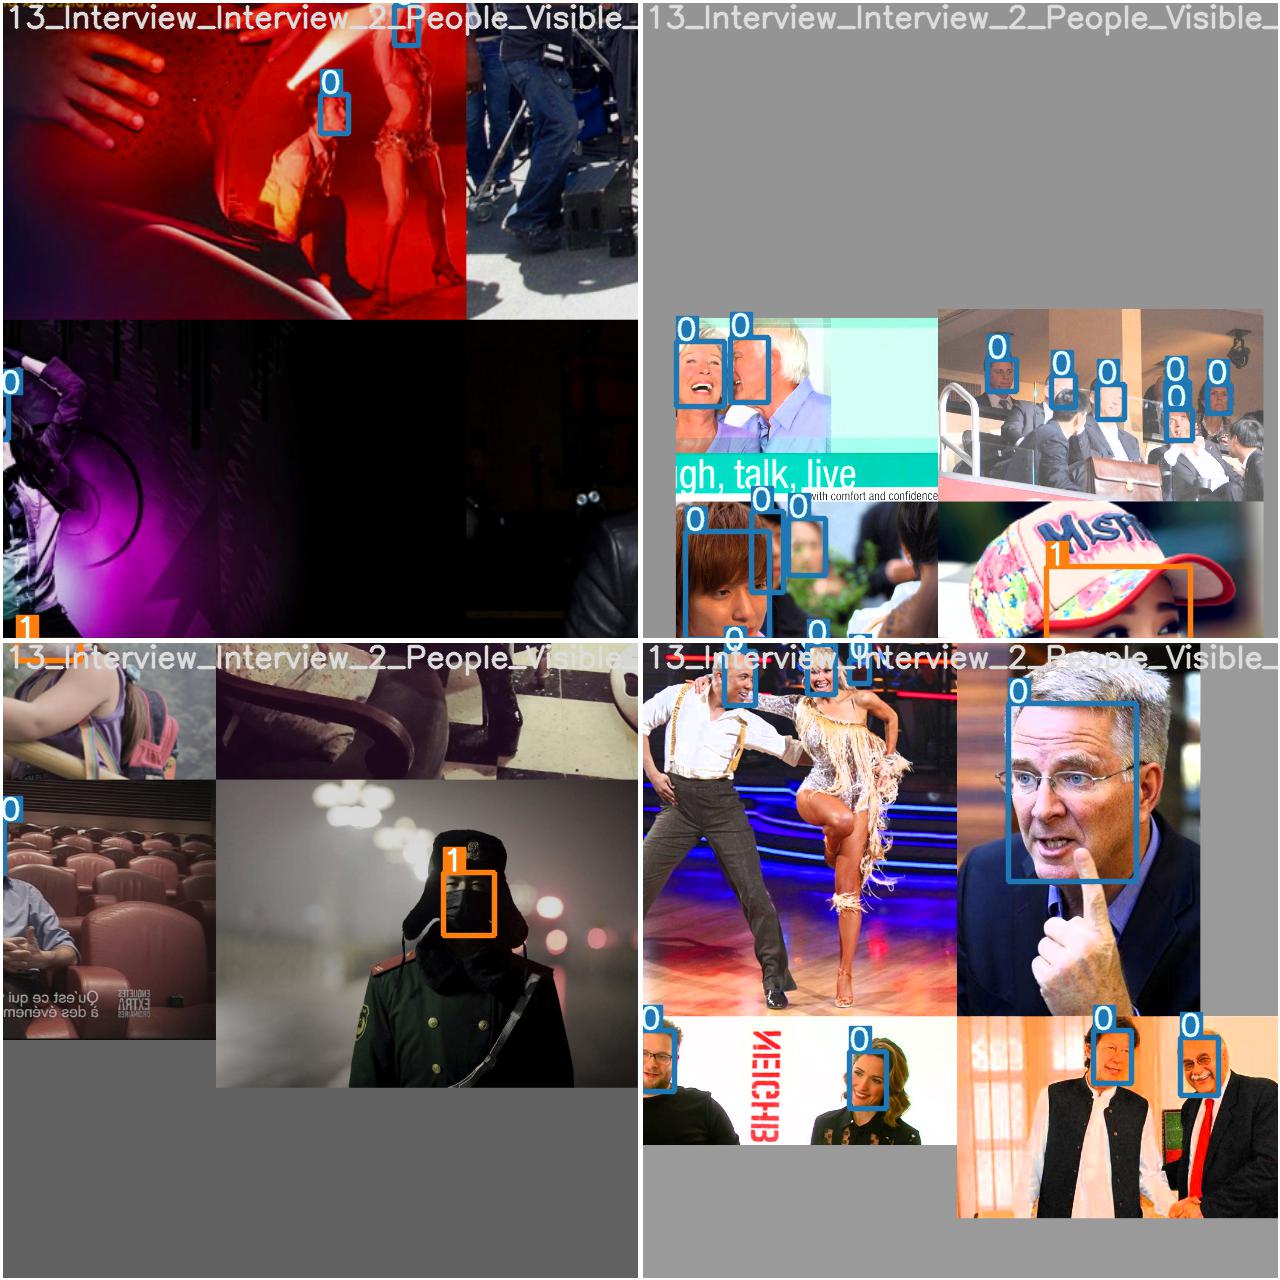 13_Interview_Interview_2_People_Visible_
13_Interview_Interview_2_People_Visible_
0
0
0
0
0
0
0
0
0
0
gh, talk, live
with comfort and confidence
0
0
0
0
MISFI
1
1
13_Interview_Interview_2_People_Visible_
13_Interview_Interview_2_People_Visible_
0
0
0
0
0
1
Qu'est ce qui
à des événem
ENQUÊTES
EXTRA
ORDINAIRES
0
0
NEIGHB
0
0